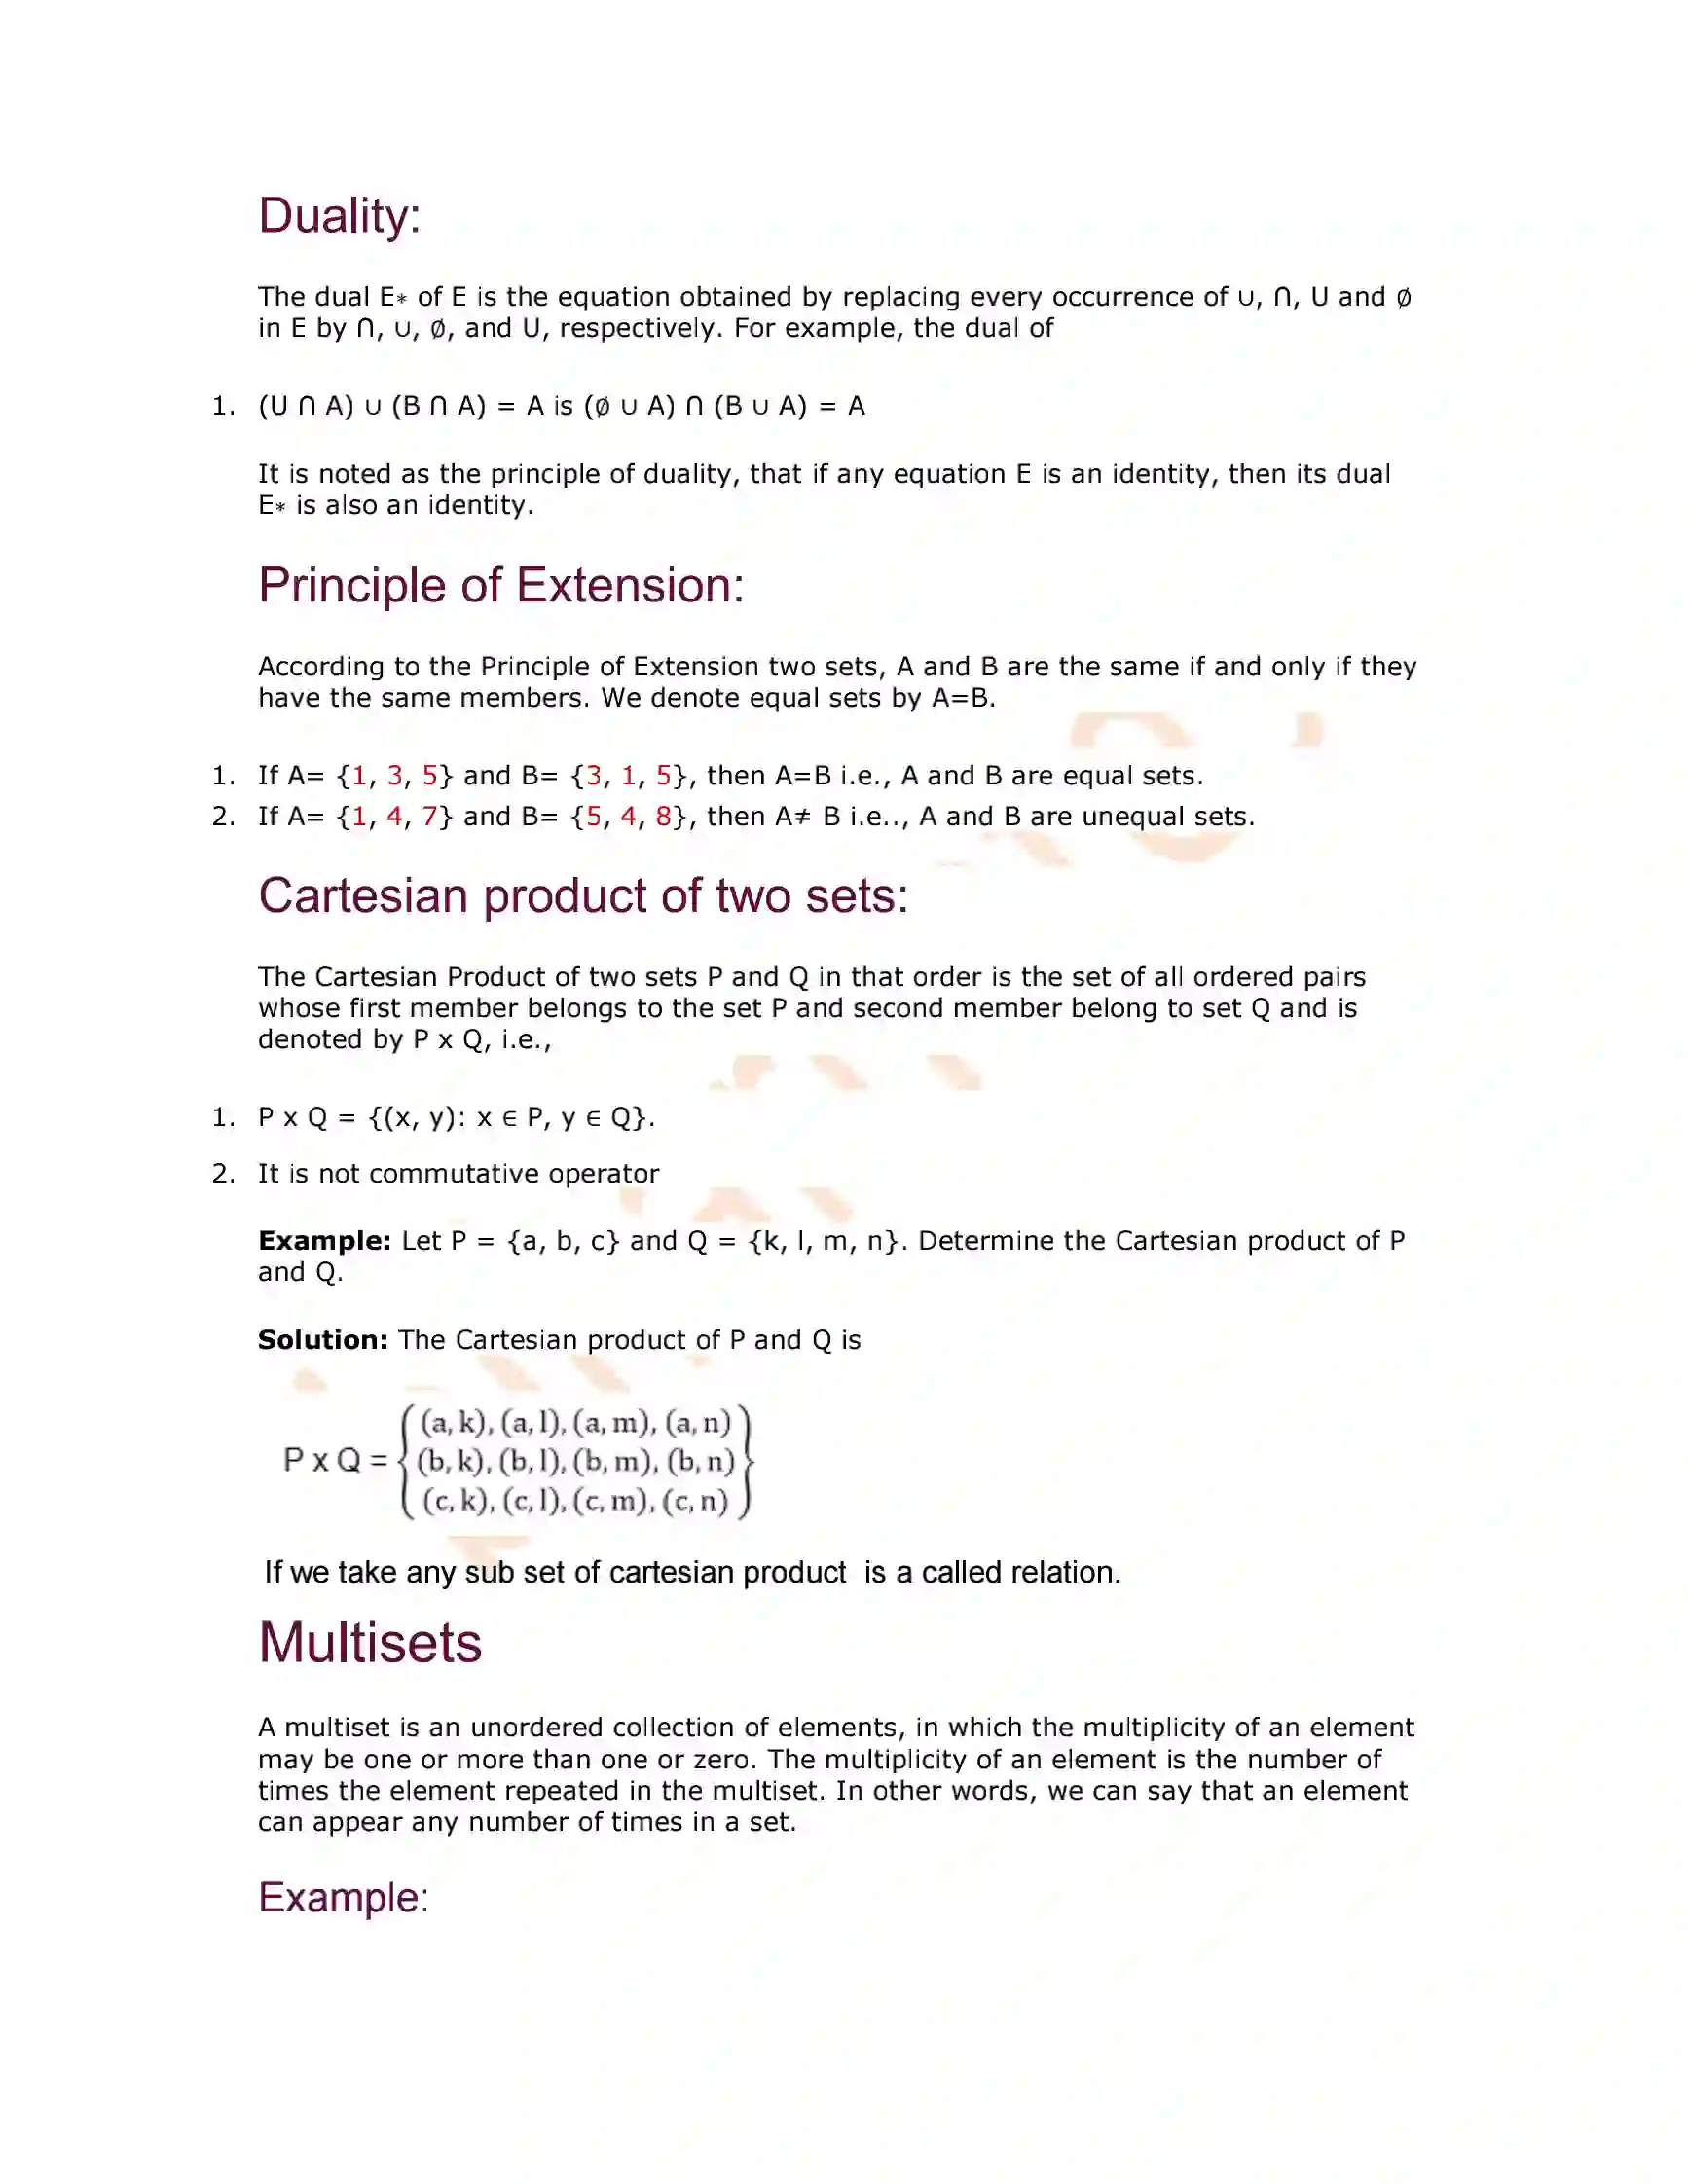 Duality:
The dual E∗ of E is the equation obtained by replacing every occurrence of ∪, ∩, U and ∅
in E by ∩, ∪, ∅, and U, respectively. For example, the dual of
1. (U ∩ A) ∪ (B ∩ A) = A is (∅ ∪ A) ∩ (B ∪ A) = A
It is noted as the principle of duality, that if any equation E is an identity, then its dual
E∗ is also an identity.
Principle of Extension:
According to the Principle of Extension two sets, A and B are the same if and only if they
have the same members. We denote equal sets by A=B.
1. If A= {1, 3, 5} and B= {3, 1, 5}, then A=B i.e., A and B are equal sets.
2. If A= {1, 4, 7} and B= {5, 4, 8}, then A≠ B i.e.., A and B are unequal sets.
Cartesian product of two sets:
The Cartesian Product of two sets P and Q in that order is the set of all ordered pairs
whose first member belongs to the set P and second member belong to set Q and is
denoted by P x Q, i.e.,
1. P x Q = {(x, y): x ∈ P, y ∈ Q}.
2. It is not commutative operator
Example: Let P = {a, b, c} and Q = {k, l, m, n}. Determine the Cartesian product of P
and Q.
Solution: The Cartesian product of P and Q is
(a, k), (a, l), (a, m), (a, n)
P x Q = { (b, k), (b, l), (b, m), (b, n) }
(c, k), (c, l), (c, m), (c, n)
If we take any sub set of cartesian product is a called relation.
Multisets
A multiset is an unordered collection of elements, in which the multiplicity of an element
may be one or more than one or zero. The multiplicity of an element is the number of
times the element repeated in the multiset. In other words, we can say that an element
can appear any number of times in a set.
Example: